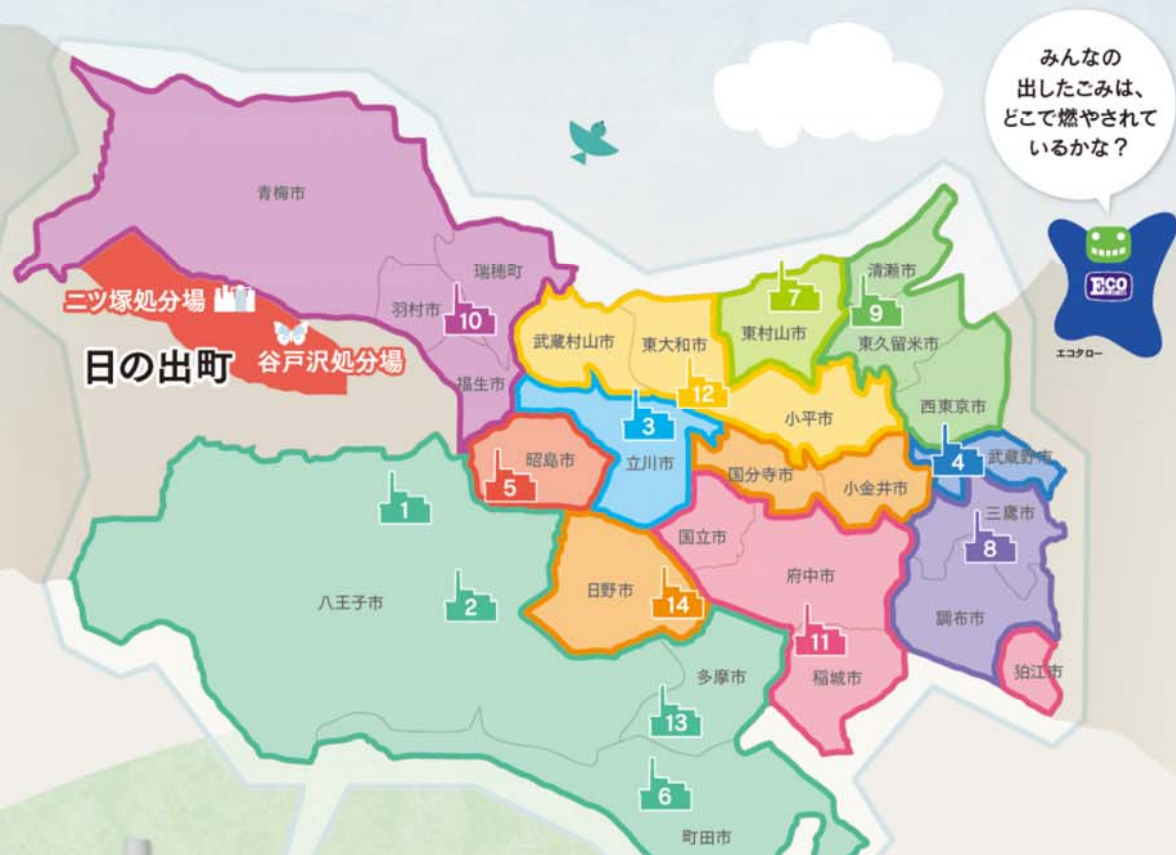 みんなの
出したごみは、
どこで燃やされて
いるかな？
ECO
エコタロー
青梅市
瑞穂町
羽村市
10
福生市
二ツ塚処分場
谷戸沢処分場
日の出町
武蔵村山市
東大和市
12
小平市
7
東村山市
清瀬市
9
東久留米市
西東京市
3
立川市
昭島市
5
国分寺市
小金井市
4
武蔵野市
三鷹市
8
調布市
狛江市
国立市
府中市
11
稲城市
日野市
14
1
八王子市
2
多摩市
13
6
町田市